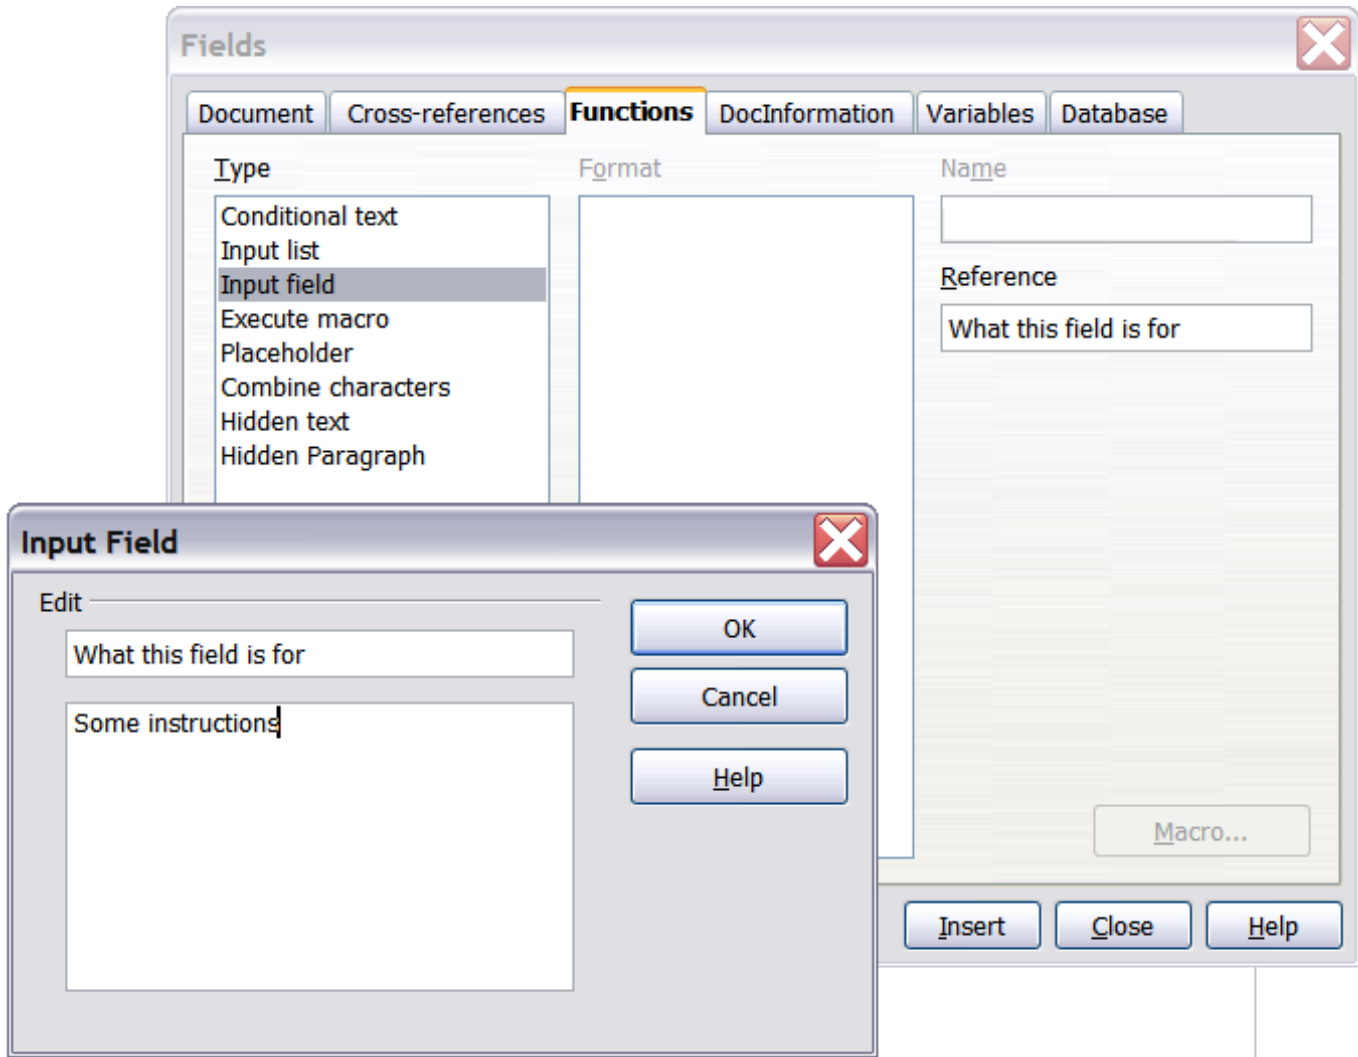 Fields
Document Cross-references Functions DocInformation Variables Database
Type Format Name
Conditional text
Input list
Input field
Execute macro
Placeholder
Combine characters
Hidden text
Hidden Paragraph
Reference
What this field is for
Macro...
Insert Close Help
Input Field
Edit
What this field is for
Some instructions
OK
Cancel
Help